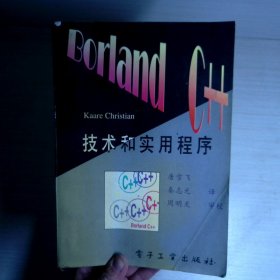 Borland C++
Kaare Christian
技术和实用程序
唐雪飞
秦志光 译
周明天 审校
C++ C++
C++ C++
Borland C++
电子工业出版社